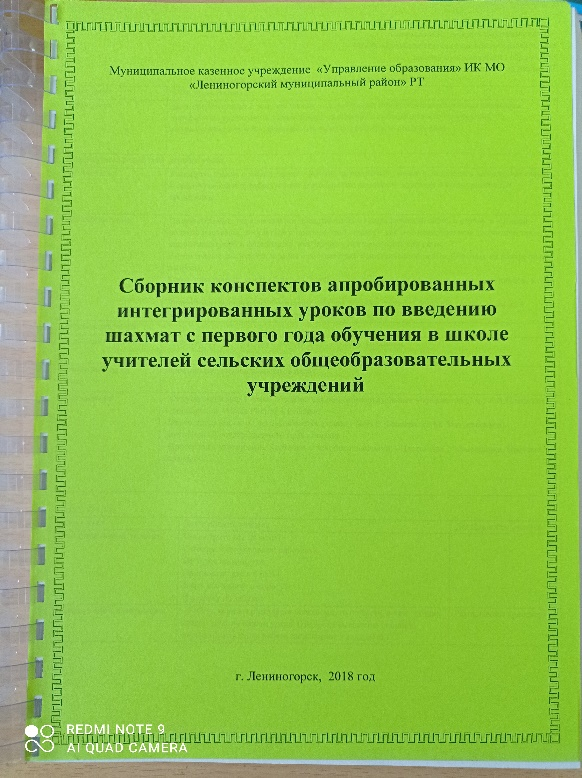 Муниципальное казенное учреждение «Управление образования» ИК МО
«Лениногорский муниципальный район» РТ
Сборник конспектов апробированных
интегрированных уроков по введению
шахмат с первого года обучения в школе
учителей сельских общеобразовательных
учреждений
г. Лениногорск, 2018 год
REDMI NOTE 9
AI QUAD CAMERA